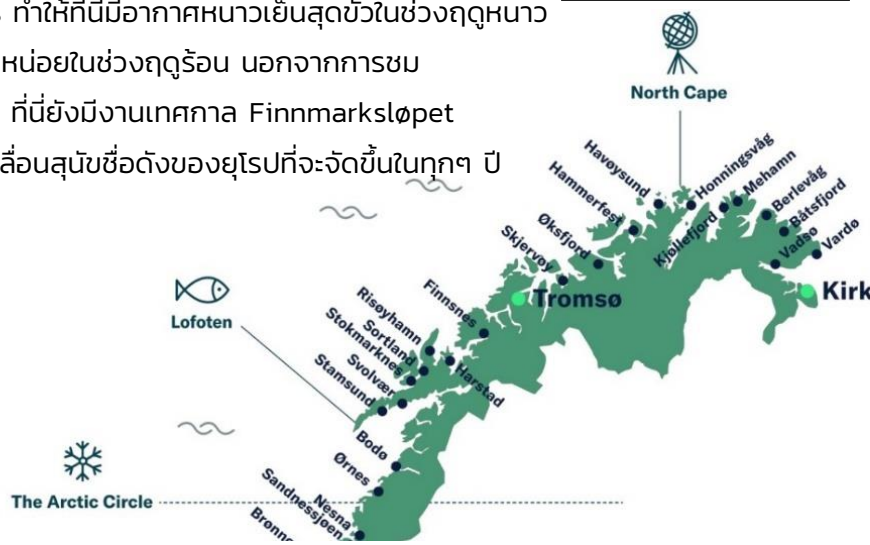 ทำให้ที่นี่มีอากาศหนาวเย็นสุดขั้วในช่วงฤดูหนาว
หน่อยในช่วงฤดูร้อน นอกจากการชม
ที่นี่ยังมีงานเทศกาล Finnmarksløpet
ลื่อนสุนัขชื่อดังของยุโรปที่จะจัดขึ้นในทุกๆ ปี
North Cape
Havøysund
Honningsvåg
Mehamn
Hammerfest
Berlevåg
Båtsfjord
Øksfjord
Kjøllefjord
Vadsø
Vardø
Skjervøy
Tromsø
Kirk
Lofoten
Finnsnes
Risøyhamn
Sortland
Stokmarknes
Harstad
Svolvær
Stamsund
Bodø
Ørnes
The Arctic Circle
Nesna
Sandnessjøen
Brønnø